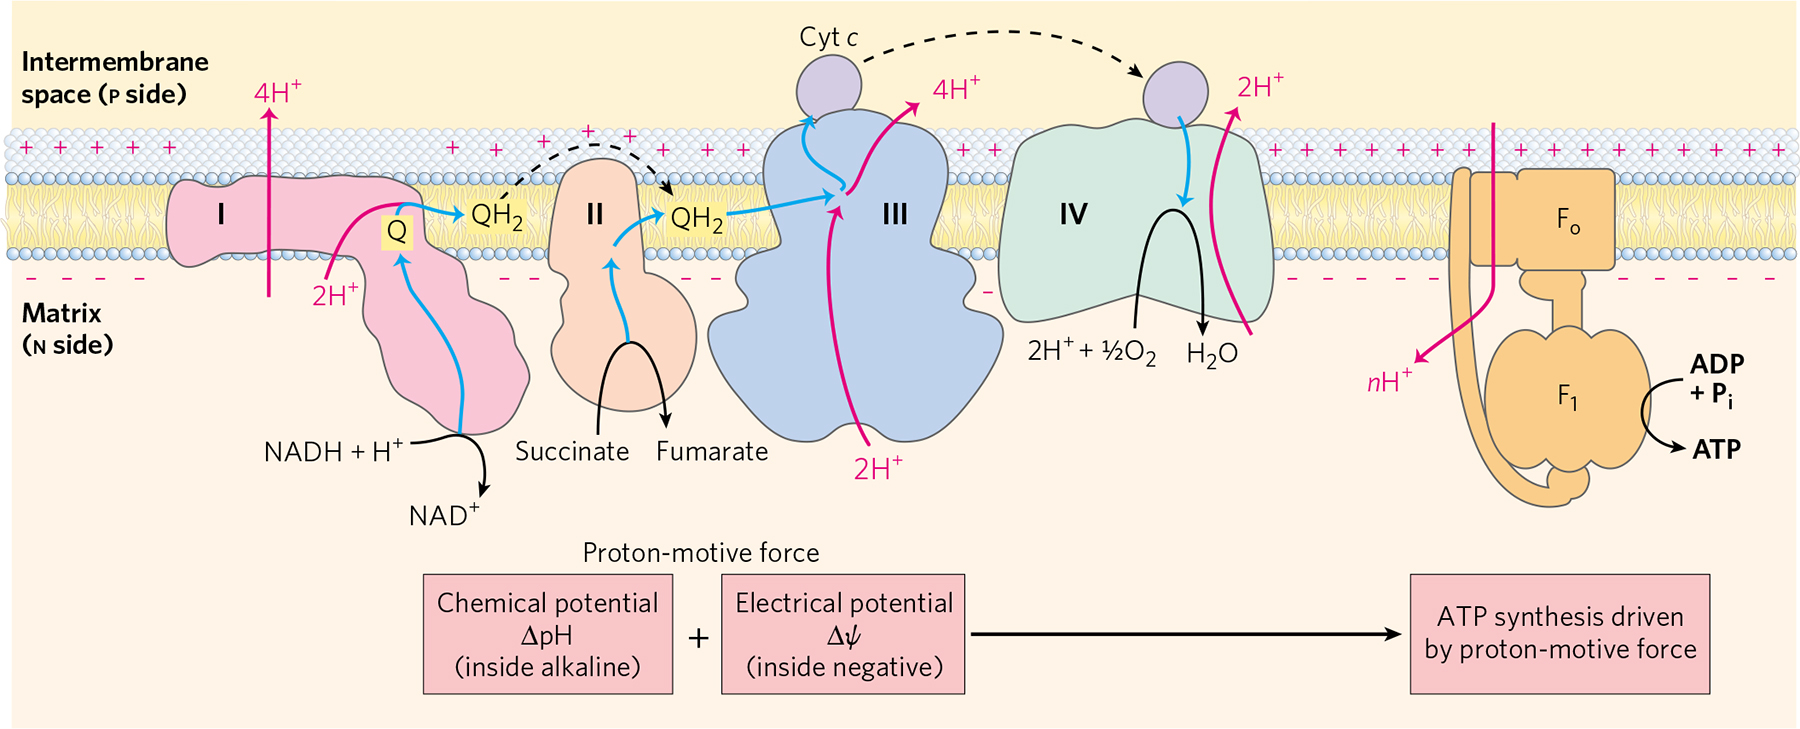 Cyt c
Intermembrane
space (P side)
4H⁺
4H⁺
2H⁺
I
Q
QH₂
II
QH₂
III
IV
Fₒ
2H⁺
Matrix
(N side)
2H⁺ + ½O₂
H₂O
nH⁺
F₁
ADP
+ Pᵢ
ATP
NADH + H⁺
NAD⁺
Succinate
Fumarate
2H⁺
Proton-motive force
Chemical potential
ΔpH
(inside alkaline)
+
Electrical potential
Δψ
(inside negative)
ATP synthesis driven
by proton-motive force